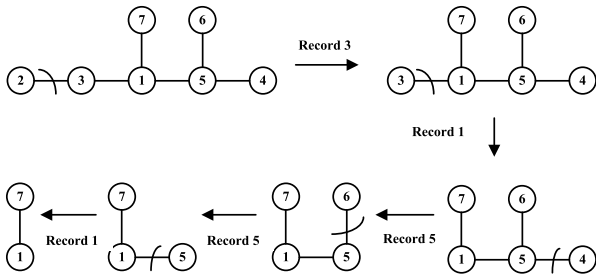 7 6 7 6
Record 3
2 3 1 5 4 3 1 5 4
Record 1
7 7 7 6 7 6
Record 1 Record 5 Record 5
1 1 5 1 5 1 5 4